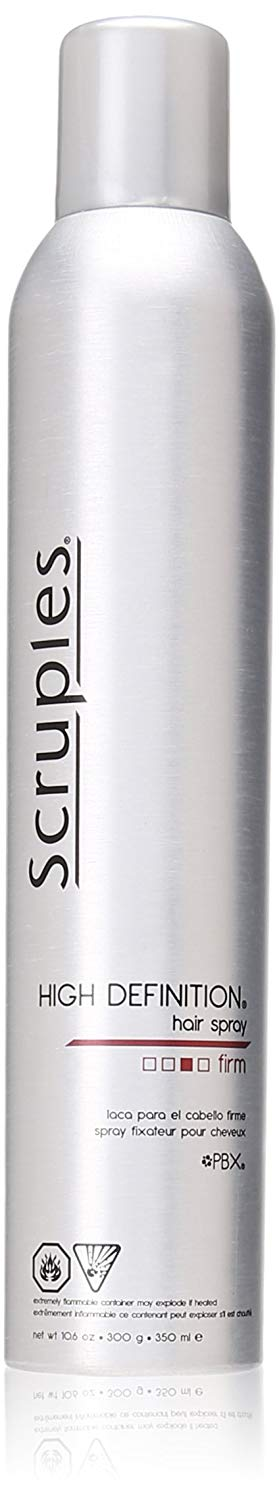 Scruples®
HIGH DEFINITION®
hair spray
firm
laca para el cabello firme
spray fixateur pour cheveux
PBX®
extremely flammable container may explode if heated
extrêmement inflammable ce contenant peut exploser s'il est chauffé
net wt 10.6 oz • 300 g • 350 ml e